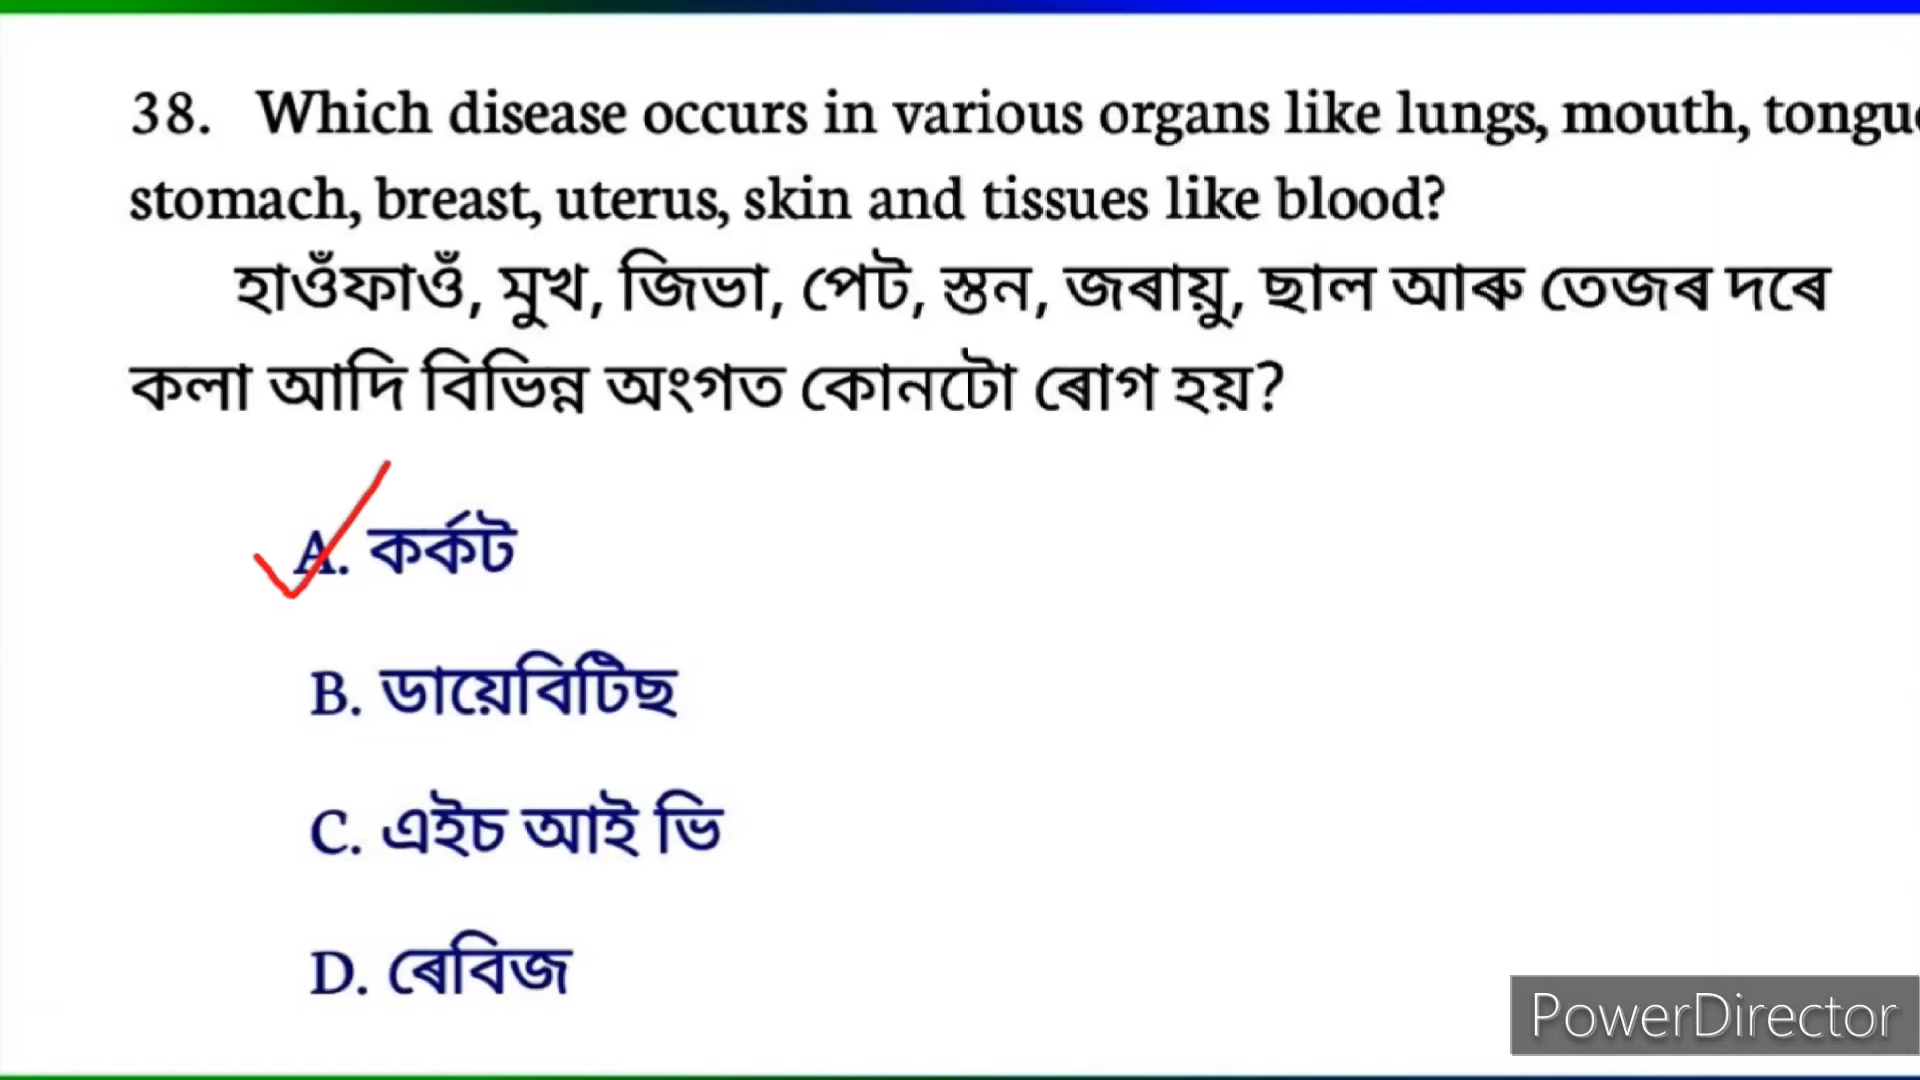 38. Which disease occurs in various organs like lungs, mouth,
stomach, breast, uterus, skin and tissues like blood?
হাওঁফাওঁ, মুখ, জিভা, পেট, স্তন, জৰায়ু, ছাল আৰু তেজৰ দৰে
কলা আদি বিভিন্ন অংগত কোনটো ৰোগ হয়?
A. কৰ্কট
B. ডায়েবিটিছ
C. এইচ আই ভি
D. ৰেবিজ
PowerDirector